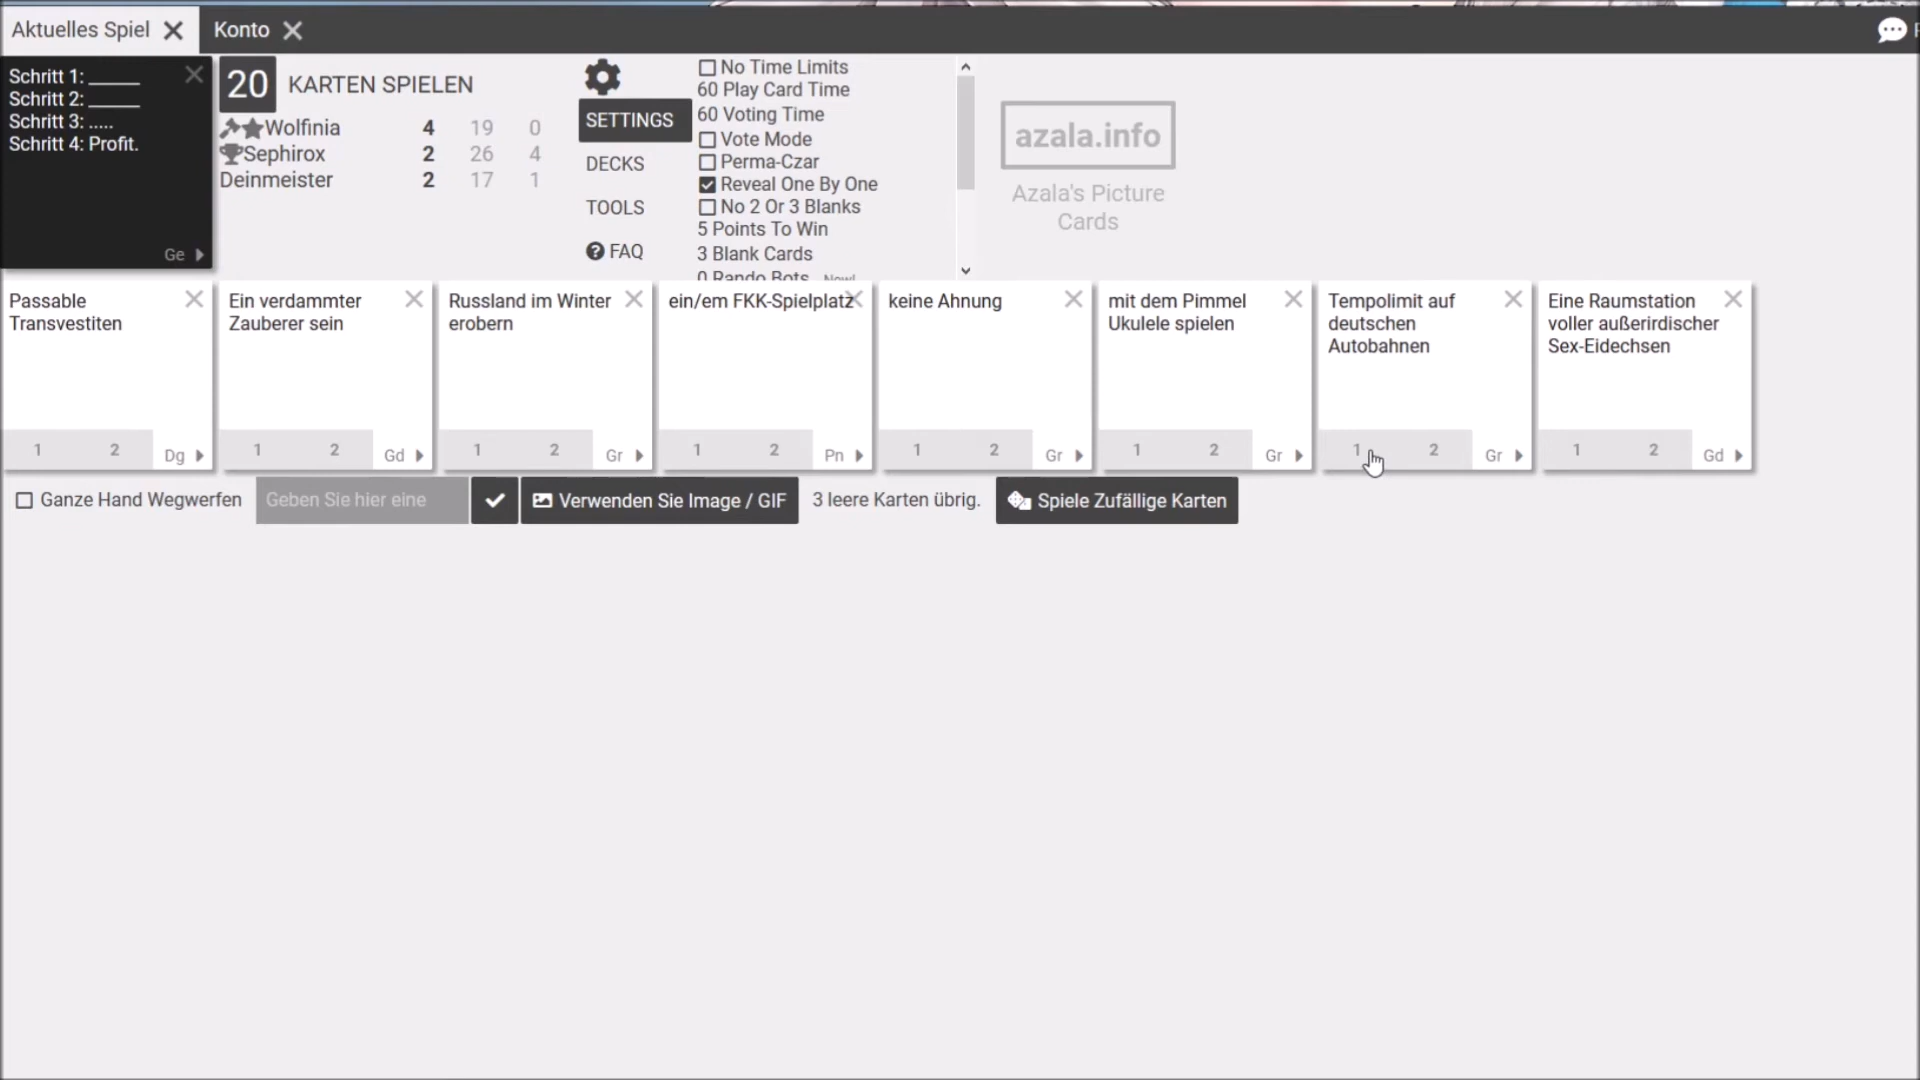 Aktuelles Spiel
Konto
Schritt 1: ______
Schritt 2: ______
Schritt 3: .....
Schritt 4: Profit.
Ge
20 KARTEN SPIELEN
Wolfinia 4 19 0
Sephirox 2 26 4
Deinmeister 2 17 1
SETTINGS
DECKS
TOOLS
FAQ
No Time Limits
60 Play Card Time
60 Voting Time
Vote Mode
Perma-Czar
Reveal One By One
No 2 Or 3 Blanks
5 Points To Win
3 Blank Cards
0 Rando Bots New!
azala.info
Azala's Picture
Cards
Passable
Transvestiten
1 2 Dg
Ein verdammter
Zauberer sein
1 2 Gd
Russland im Winter
erobern
1 2 Gr
ein/em FKK-Spielplatz
1 2 Pn
keine Ahnung
1 2 Gr
mit dem Pimmel
Ukulele spielen
1 2 Gr
Tempolimit auf
deutschen
Autobahnen
1 2 Gr
Eine Raumstation
voller außerirdischer
Sex-Eidechsen
1 2 Gd
Ganze Hand Wegwerfen
Geben Sie hier eine
Verwenden Sie Image / GIF
3 leere Karten übrig.
Spiele Zufällige Karten